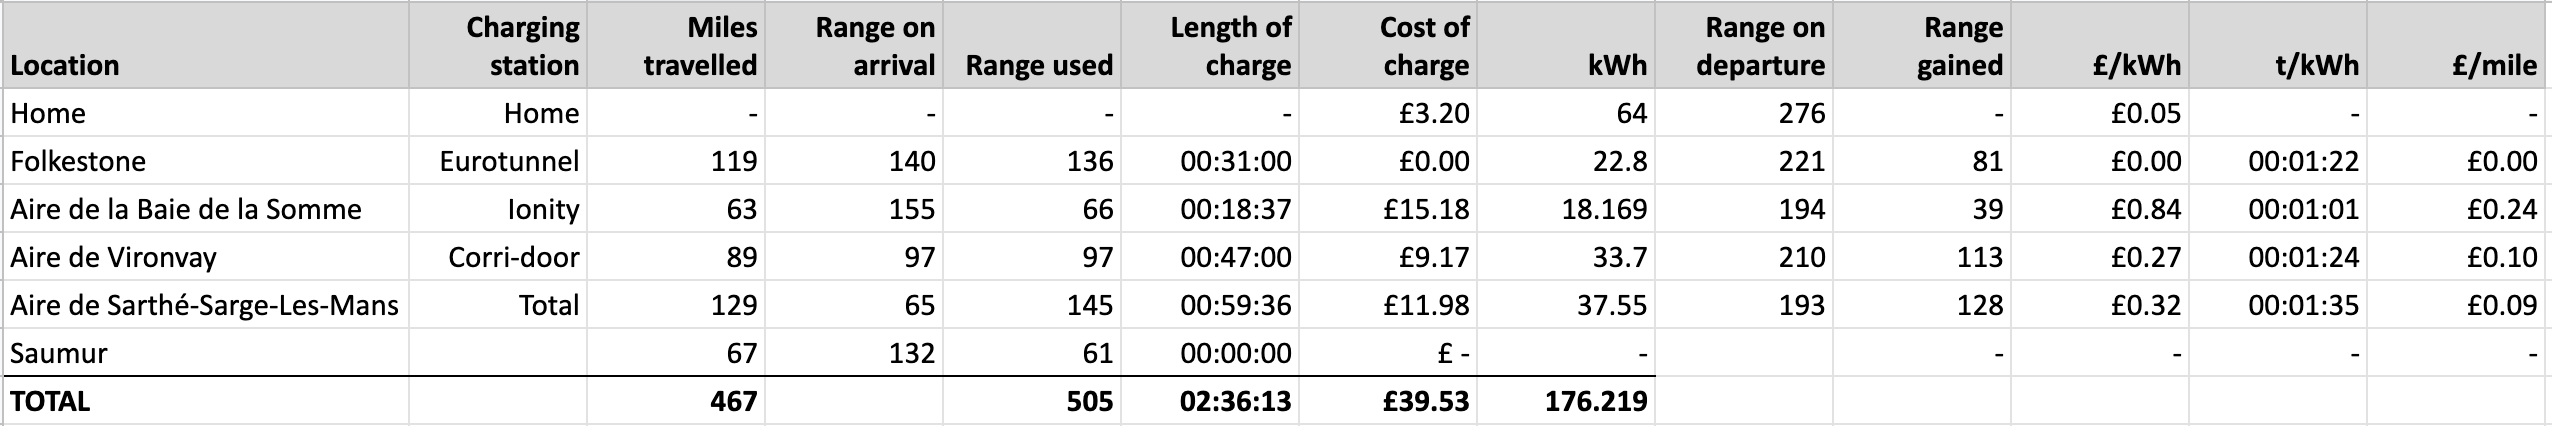 Location Charging station Miles travelled Range on arrival Range used Length of charge Cost of charge kWh Range on departure Range gained £/kWh t/kWh £/mile
Home Home - - - - £3.20 64 276 - £0.05 - -
Folkestone Eurotunnel 119 140 136 00:31:00 £0.00 22.8 221 81 £0.00 00:01:22 £0.00
Aire de la Baie de la Somme Ionity 63 155 66 00:18:37 £15.18 18.169 194 39 £0.84 00:01:01 £0.24
Aire de Vironvay Corri-door 89 97 97 00:47:00 £9.17 33.7 210 113 £0.27 00:01:24 £0.10
Aire de Sarthé-Sarge-Les-Mans Total 129 65 145 00:59:36 £11.98 37.55 193 128 £0.32 00:01:35 £0.09
Saumur 67 132 61 00:00:00 £ - - - - - -
TOTAL 467 505 02:36:13 £39.53 176.219